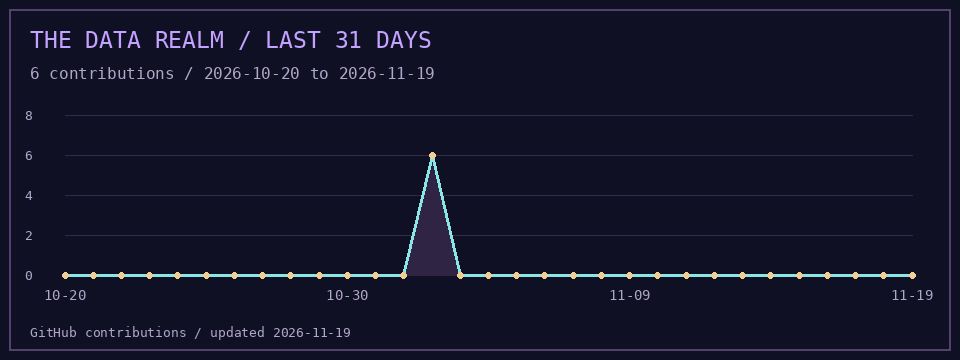 THE DATA REALM / LAST 31 DAYS
6 contributions / 2026-10-20 to 2026-11-19
8
6
4
2
0
10-20 10-30 11-09 11-19
GitHub contributions / updated 2026-11-19